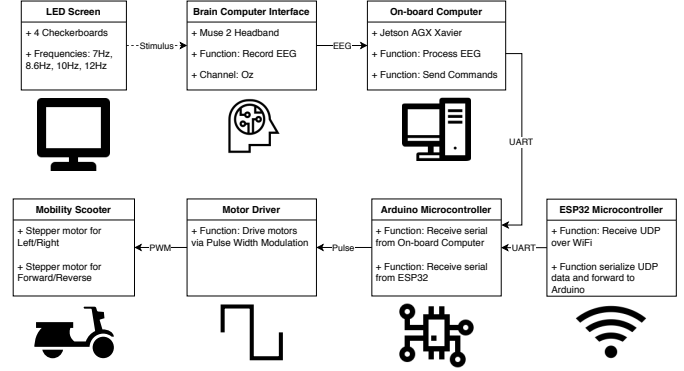 LED Screen
+ 4 Checkerboards
+ Frequencies: 7Hz,
8.6Hz, 10Hz, 12Hz
Stimulus
Brain Computer Interface
+ Muse 2 Headband
+ Function: Record EEG
+ Channel: Oz
EEG
On-board Computer
+ Jetson AGX Xavier
+ Function: Process EEG
+ Function: Send Commands
UART
Mobility Scooter
+ Stepper motor for
Left/Right
+ Stepper motor for
Forward/Reverse
PWM
Motor Driver
+ Function: Drive motors
via Pulse Width Modulation
Pulse
Arduino Microcontroller
+ Function: Receive serial
from On-board Computer
+ Function: Receive serial
from ESP32
UART
ESP32 Microcontroller
+ Function: Receive UDP
over WiFi
+ Function serialize UDP
data and forward to
Arduino